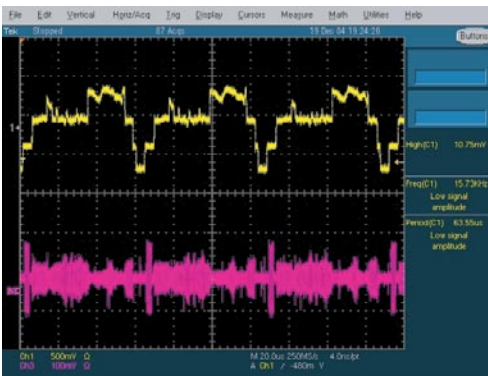 File Edit Vertical Horiz/Acq Trig Display Cursors Measure Math Utilities Help
Tek Stopped 87 Acqs 19 Dec 04 19:24:26 Buttons
1
High(C1) 10.75mV
Freq(C1) 15.73KHz
Low signal
amplitude
Period(C1) 63.55us
Low signal
amplitude
Ch1 500mV Ω M 20.0us 250MS/s 4.0ns/pt
Ch3 100mV Ω A Ch1 / -480m V